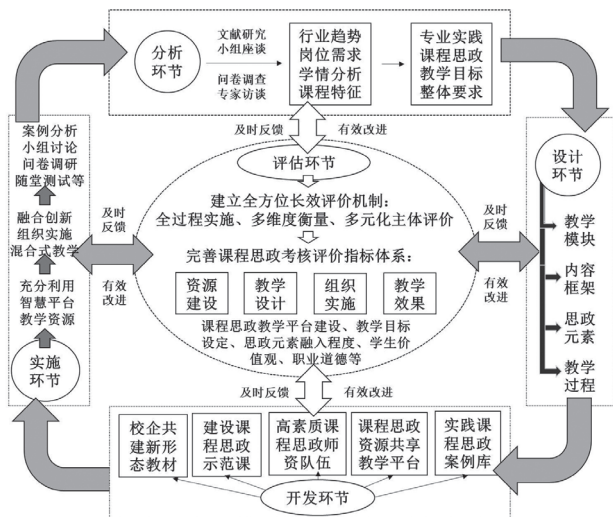 分析
环节
文献研究
小组座谈
问卷调查
专家访谈
行业趋势
岗位需求
学情分析
课程特征
专业实践
课程思政
教学目标
整体要求
及时反馈
有效改进
设计
环节
教学
模块
内容
框架
思政
元素
教学
过程
案例分析
小组讨论
问卷调研
随堂测试等
融合创新
组织实施
混合式教学
充分利用
智慧平台
教学资源
实施
环节
及时
反馈
有效
改进
评估环节
建立全方位长效评价机制:
全过程实施、多维度衡量、多元化主体评价
完善课程思政考核评价指标体系:
资源
建设
教学
设计
组织
实施
教学
效果
课程思政教学平台建设、教学目标
设定、思政元素融入程度、学生价
值观、职业道德等
及时
反馈
有效
改进
及时反馈
有效改进
校企共
建新形
态教材
建设课
程思政
示范课
高素质课
程思政师
资队伍
课程思政
资源共享
教学平台
实践课
程思政
案例库
开发环节